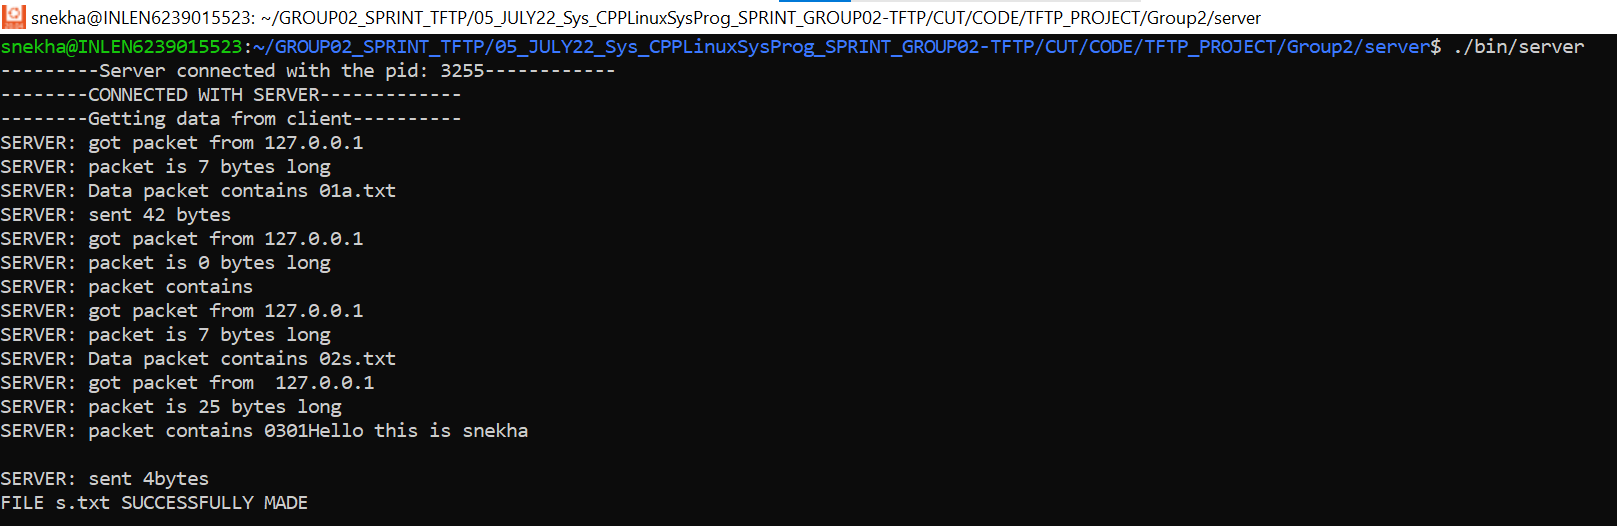 snekha@INLEN6239015523: ~/GROUP02_SPRINT_TFTP/05_JULY22_Sys_CPPLinuxSysProg_SPRINT_GROUP02-TFTP/CUT/CODE/TFTP_PROJECT/Group2/server
snekha@INLEN6239015523:~/GROUP02_SPRINT_TFTP/05_JULY22_Sys_CPPLinuxSysProg_SPRINT_GROUP02-TFTP/CUT/CODE/TFTP_PROJECT/Group2/server$ ./bin/server
---------Server connected with the pid: 3255------------
--------CONNECTED WITH SERVER-------------
--------Getting data from client----------
SERVER: got packet from 127.0.0.1
SERVER: packet is 7 bytes long
SERVER: Data packet contains 01a.txt
SERVER: sent 42 bytes
SERVER: got packet from 127.0.0.1
SERVER: packet is 0 bytes long
SERVER: packet contains
SERVER: got packet from 127.0.0.1
SERVER: packet is 7 bytes long
SERVER: Data packet contains 02s.txt
SERVER: got packet from  127.0.0.1
SERVER: packet is 25 bytes long
SERVER: packet contains 0301Hello this is snekha
SERVER: sent 4bytes
FILE s.txt SUCCESSFULLY MADE